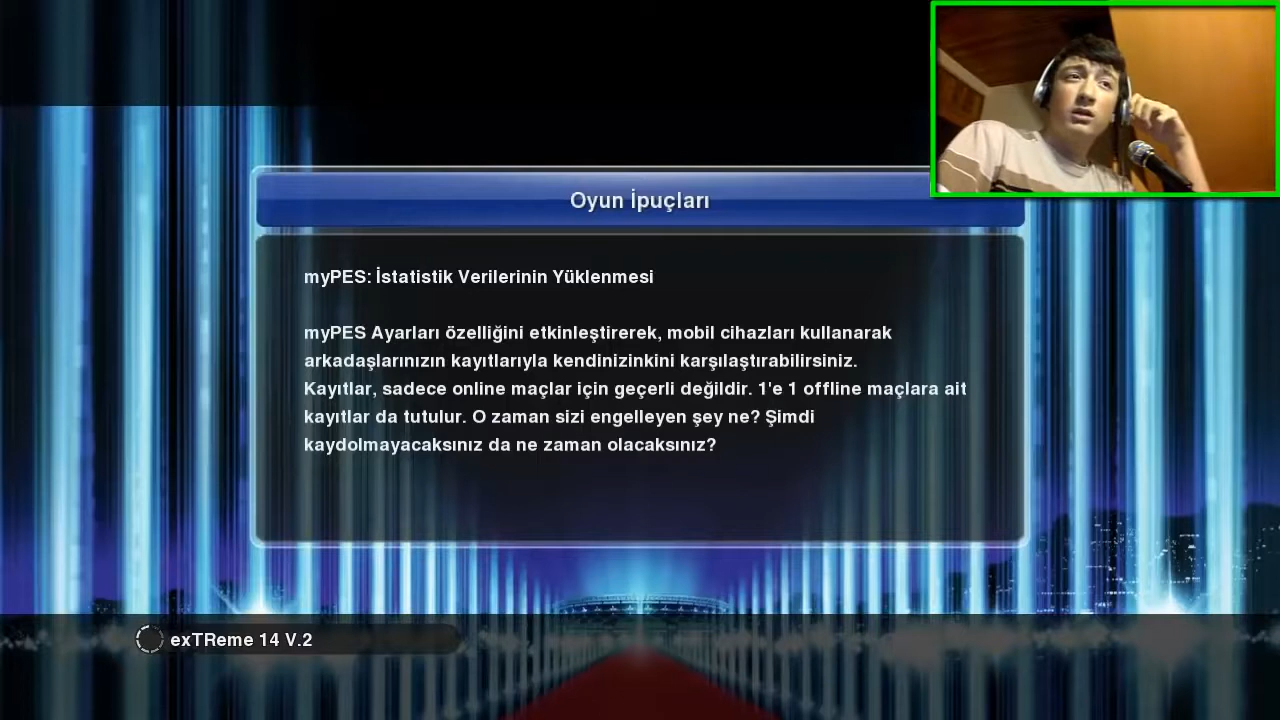 Oyun İpuçları
myPES: İstatistik Verilerinin Yüklenmesi
myPES Ayarları özelliğini etkinleştirerek, mobil cihazları kullanarak
arkadaşlarınızın kayıtlarıyla kendinizinkini karşılaştırabilirsiniz.
Kayıtlar, sadece online maçlar için geçerli değildir. 1'e 1 offline maçlara ait
kayıtlar da tutulur. O zaman sizi engelleyen şey ne? Şimdi
kaydolmayacaksınız da ne zaman olacaksınız?
exTReme 14 V.2